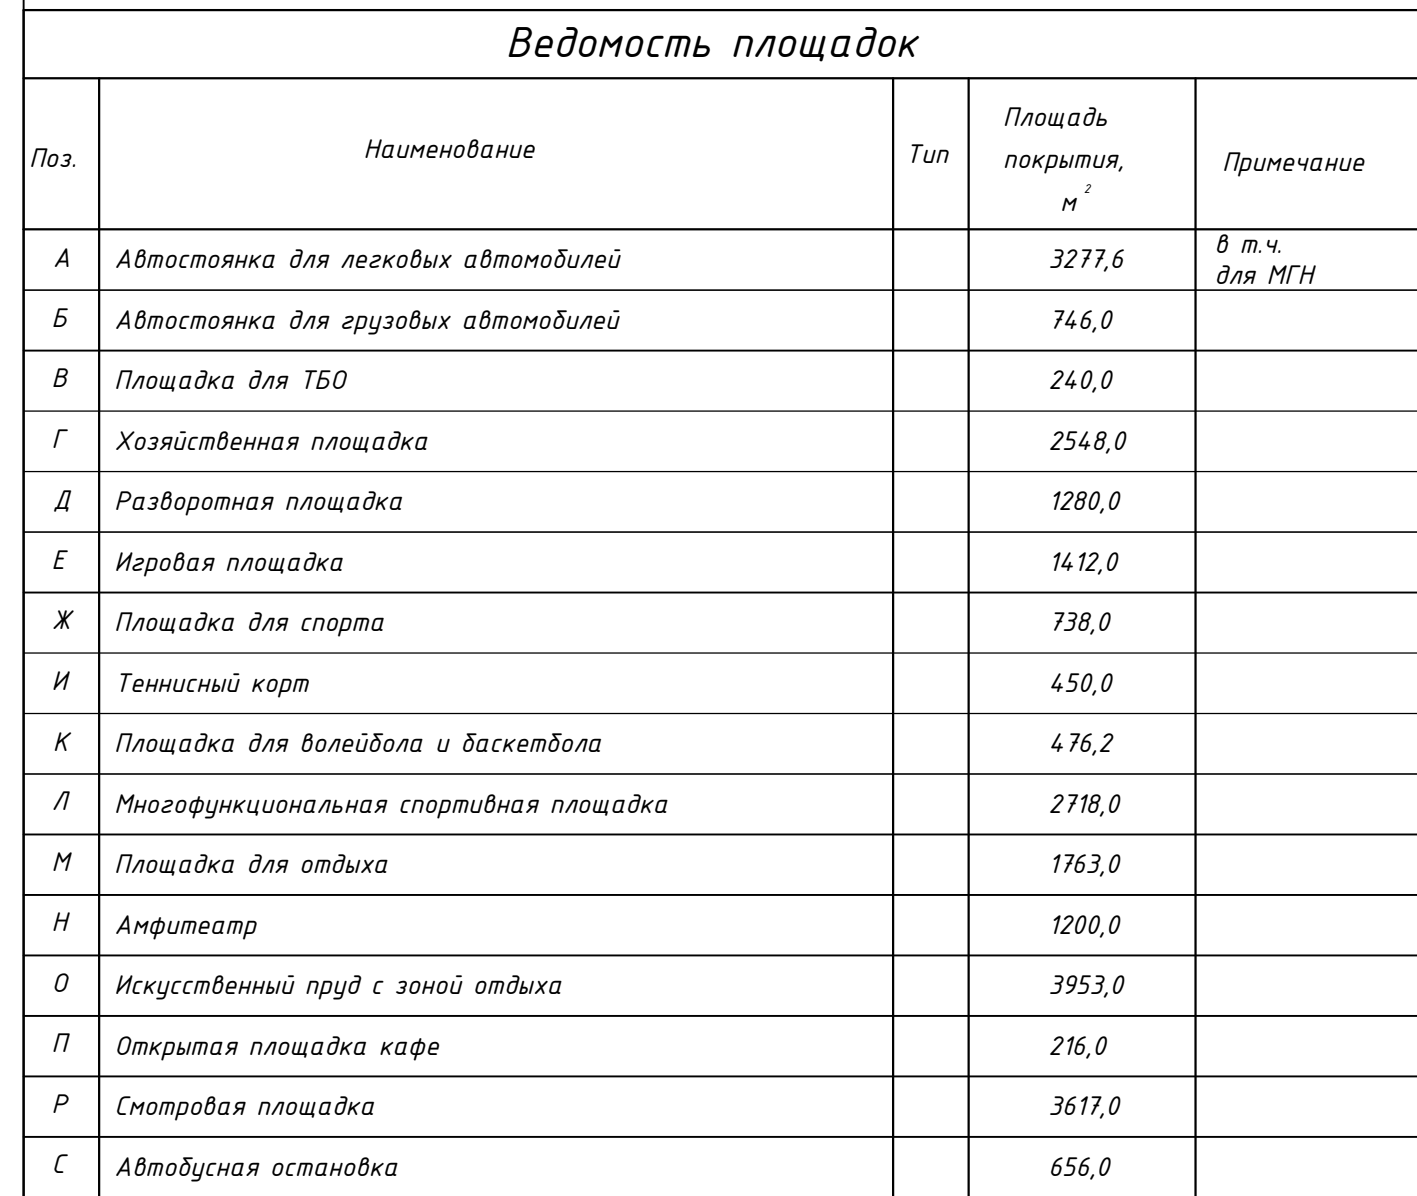 Ведомость площадок
Поз.
Наименование
Тип
Площадь
покрытия,
м²
Примечание
А Автостоянка для легковых автомобилей 3277,6 в т.ч.
для МГН
Б Автостоянка для грузовых автомобилей 746,0
В Площадка для ТБО 240,0
Г Хозяйственная площадка 2548,0
Д Разворотная площадка 1280,0
Е Игровая площадка 1412,0
Ж Площадка для спорта 738,0
И Теннисный корт 450,0
К Площадка для волейбола и баскетбола 476,2
Л Многофункциональная спортивная площадка 2718,0
М Площадка для отдыха 1763,0
Н Амфитеатр 1200,0
О Искусственный пруд с зоной отдыха 3953,0
П Открытая площадка кафе 216,0
Р Смотровая площадка 3617,0
С Автобусная остановка 656,0